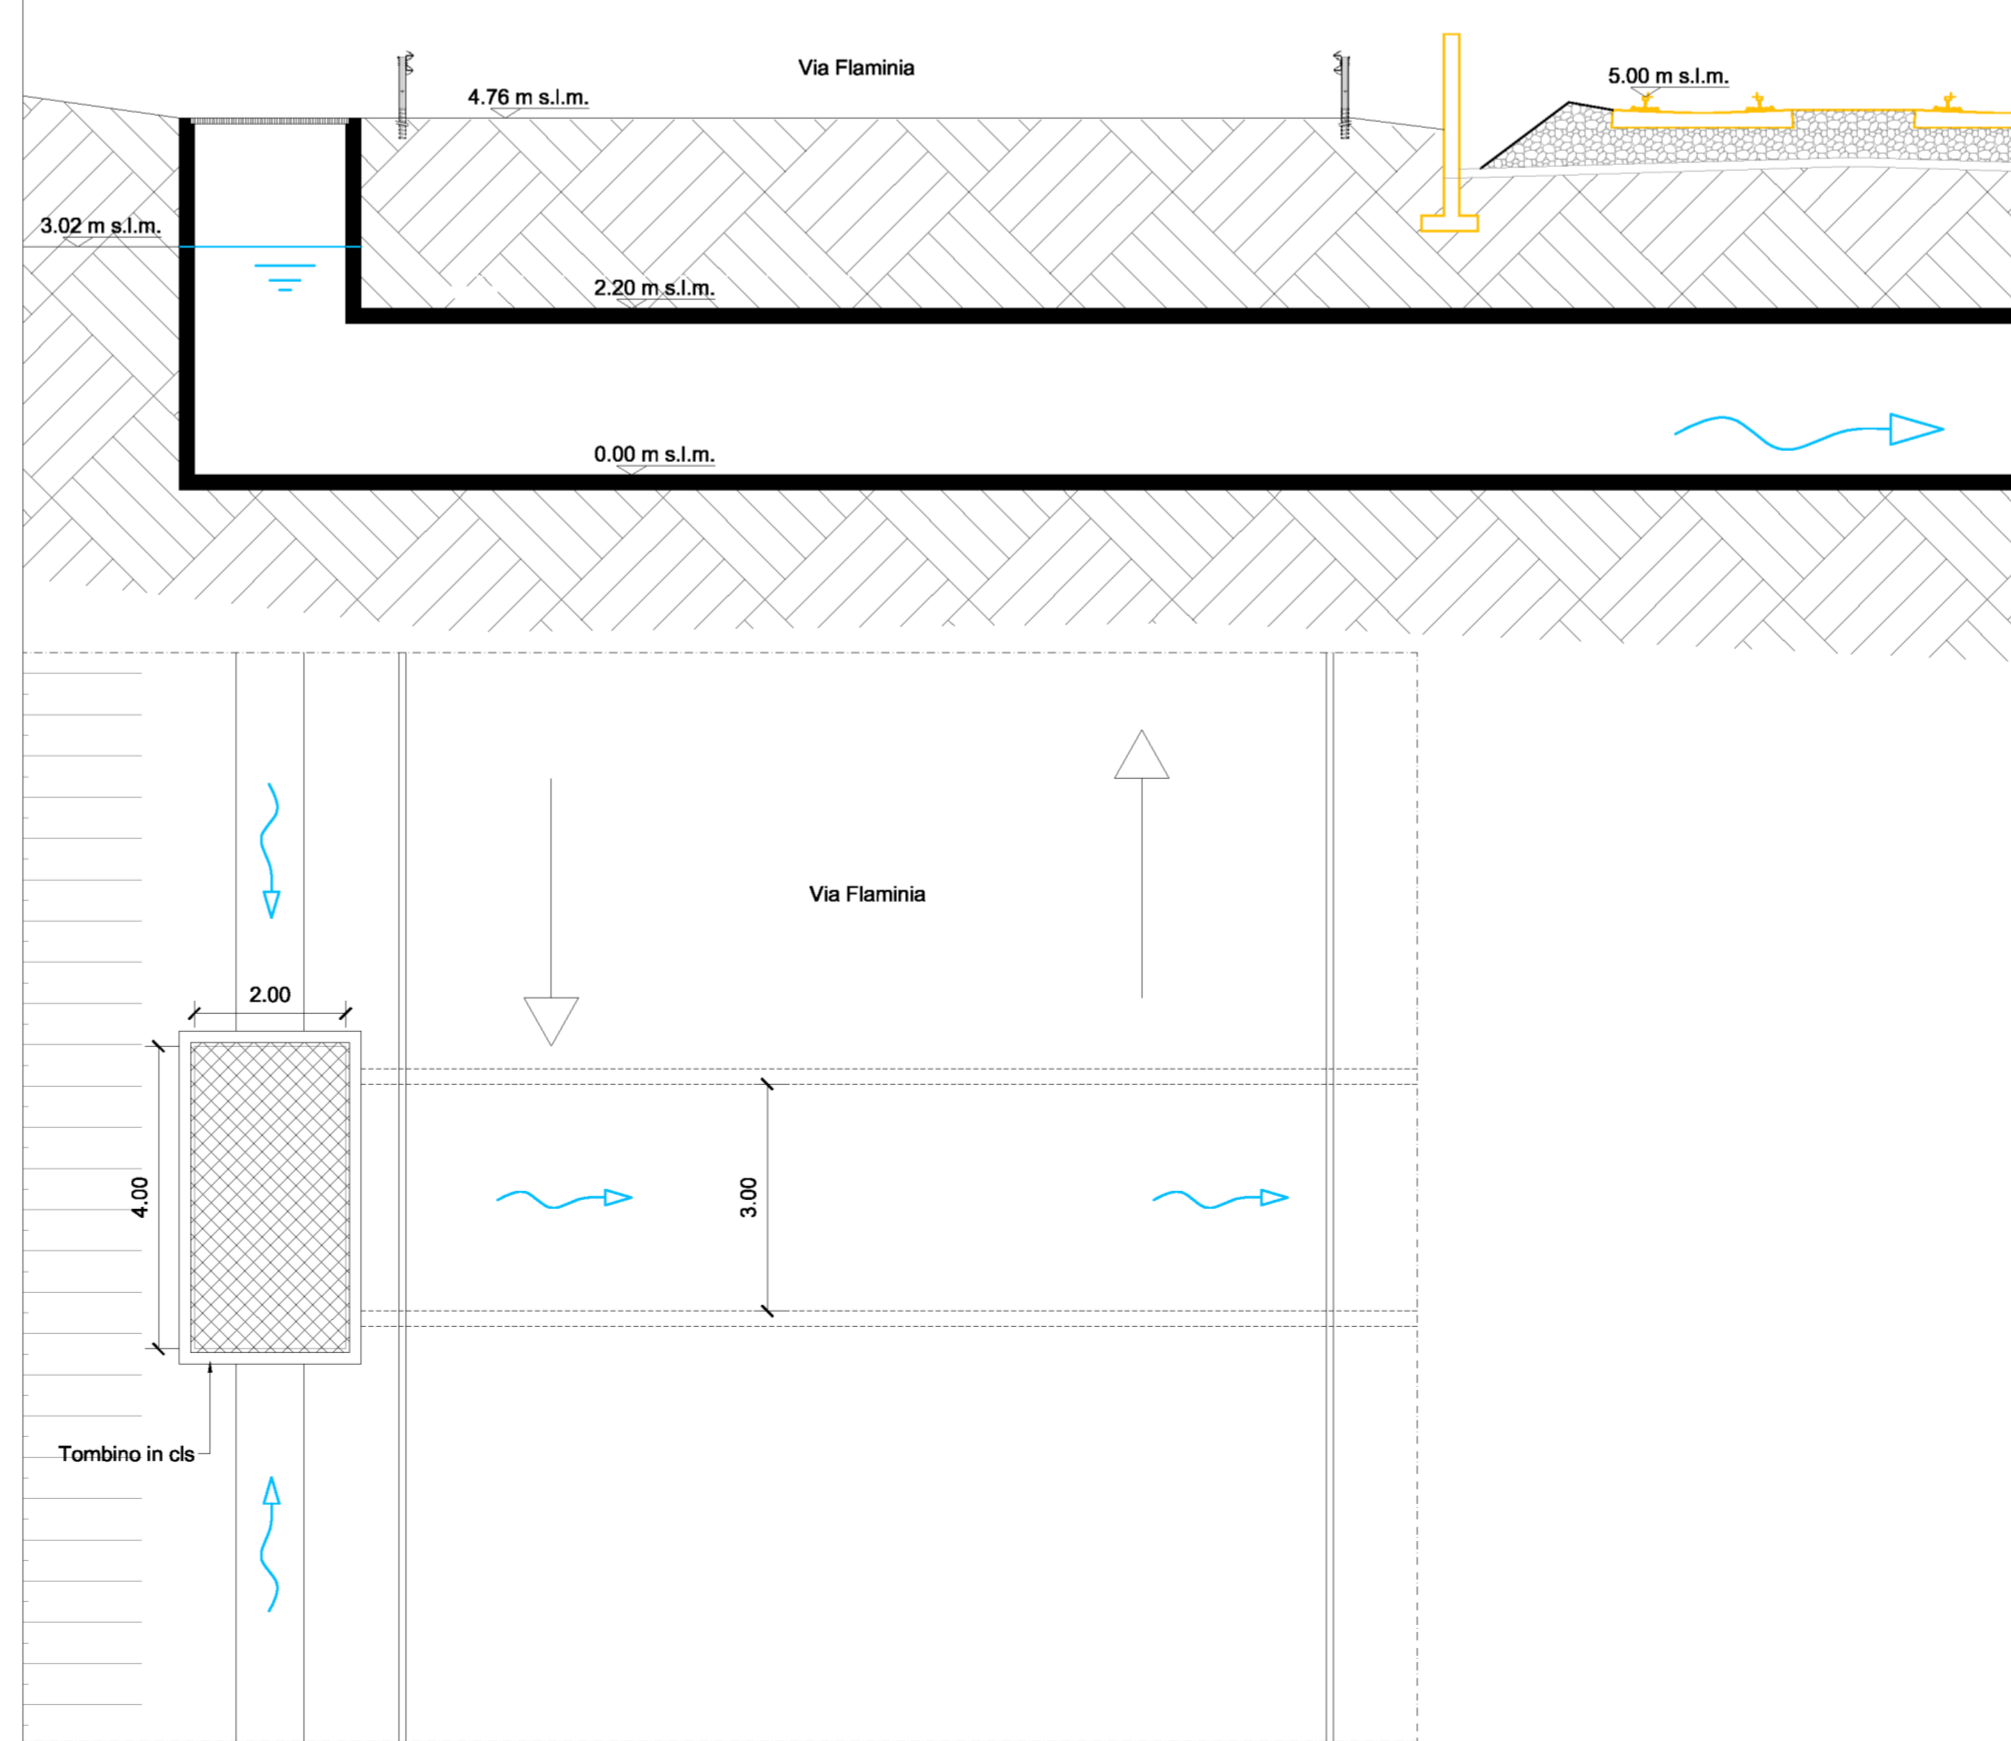 Via Flaminia
5.00 m s.l.m.
4.76 m s.l.m.
3.02 m s.l.m.
2.20 m s.l.m.
0.00 m s.l.m.
Via Flaminia
2.00
4.00
3.00
Tombino in cls